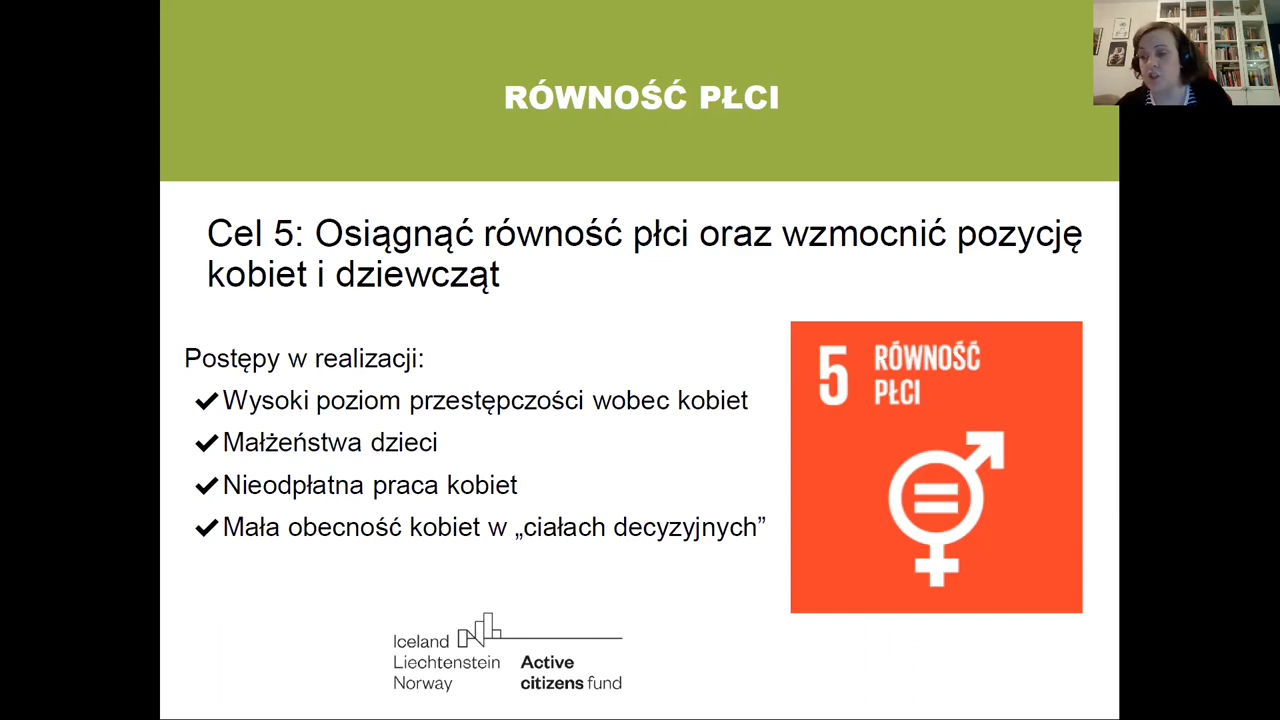 RÓWNOŚĆ PŁCI
Cel 5: Osiągnąć równość płci oraz wzmocnić pozycję
kobiet i dziewcząt
Postępy w realizacji:
Wysoki poziom przestępczości wobec kobiet
Małżeństwa dzieci
Nieodpłatna praca kobiet
Mała obecność kobiet w „ciałach decyzyjnych”
5 RÓWNOŚĆ
PŁCI
Iceland
Liechtenstein
Norway
Active
citizens fund